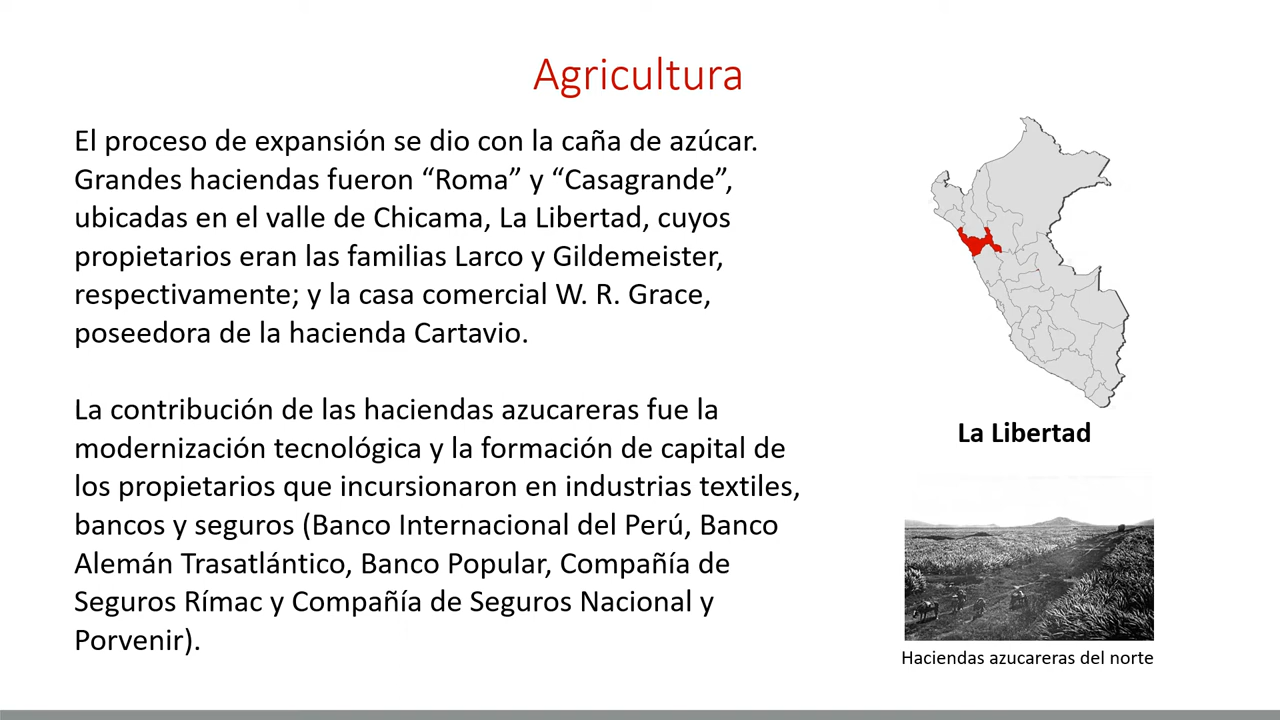 Agricultura
El proceso de expansión se dio con la caña de azúcar.
Grandes haciendas fueron “Roma” y “Casagrande”,
ubicadas en el valle de Chicama, La Libertad, cuyos
propietarios eran las familias Larco y Gildemeister,
respectivamente; y la casa comercial W. R. Grace,
poseedora de la hacienda Cartavio.
La contribución de las haciendas azucareras fue la
modernización tecnológica y la formación de capital de
los propietarios que incursionaron en industrias textiles,
bancos y seguros (Banco Internacional del Perú, Banco
Alemán Trasatlántico, Banco Popular, Compañía de
Seguros Rímac y Compañía de Seguros Nacional y
Porvenir).
La Libertad
Haciendas azucareras del norte